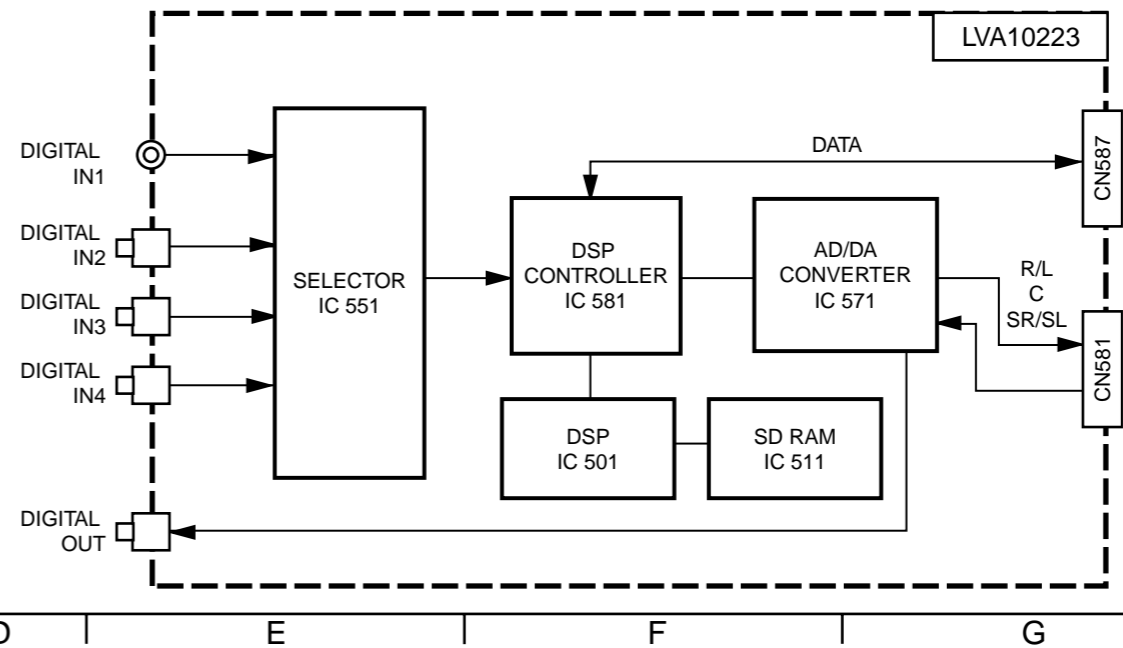 LVA10223
DIGITAL
IN1
DIGITAL
IN2
DIGITAL
IN3
DIGITAL
IN4
DIGITAL
OUT
SELECTOR
IC 551
DSP
CONTROLLER
IC 581
AD/DA
CONVERTER
IC 571
DSP
IC 501
SD RAM
IC 511
DATA
R/L
C
SR/SL
CN587
CN581
E
F
G